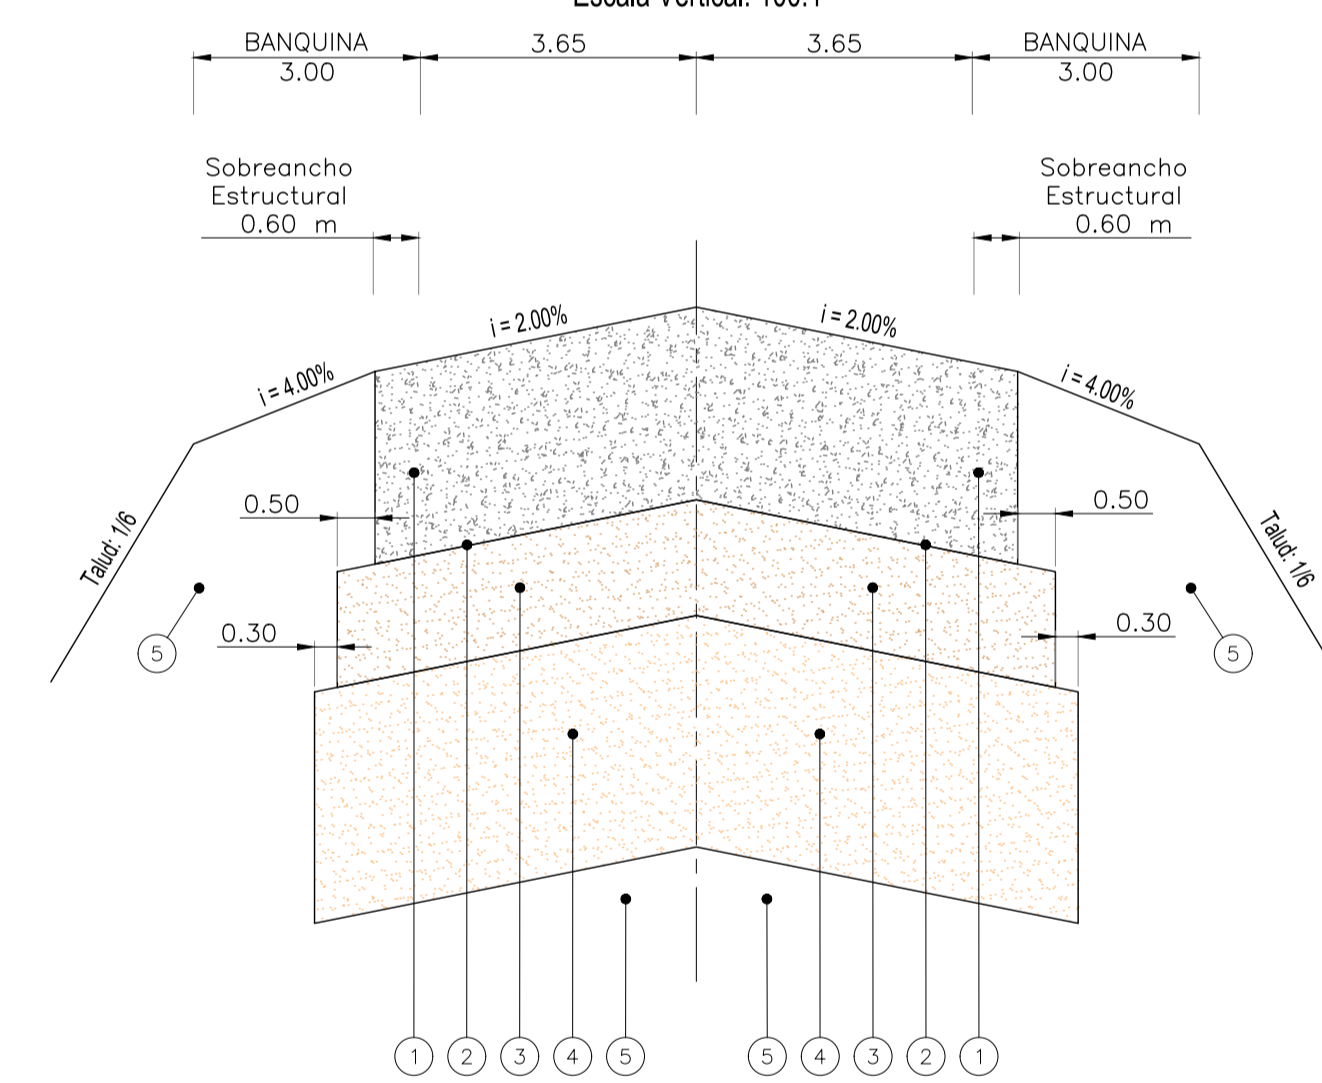 BANQUINA
3.00
3.65
3.65
BANQUINA
3.00
Sobreancho
Estructural
0.60 m
Sobreancho
Estructural
0.60 m
i = 2.00%
i = 2.00%
i = 4.00%
i = 4.00%
0.50
0.50
Talud: 1/6
Talud: 1/6
0.30
0.30
5
5
1
2
3
4
5
5
4
3
2
1